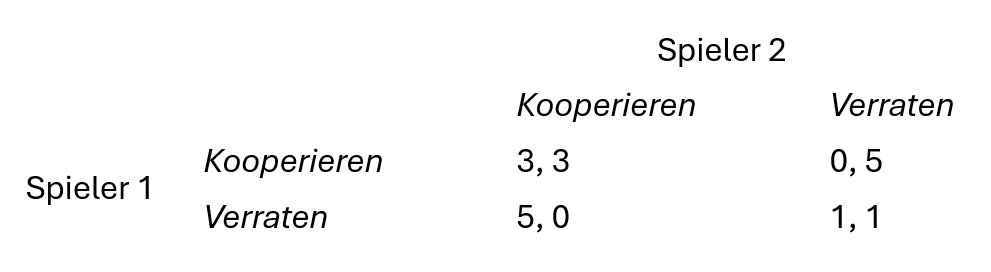 Spieler 2
Kooperieren Verraten
Kooperieren 3, 3 0, 5
Spieler 1
Verraten 5, 0 1, 1